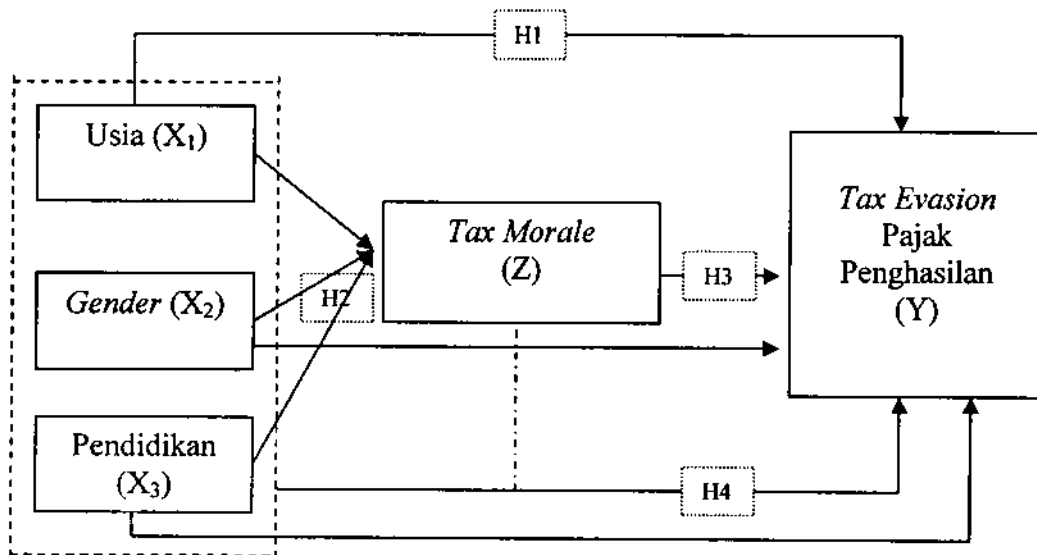 H1
Usia (X₁)
Tax Morale
(Z)
Tax Evasion
Pajak
Penghasilan
(Y)
Gender (X₂)
H2
H3
Pendidikan
(X₃)
H4